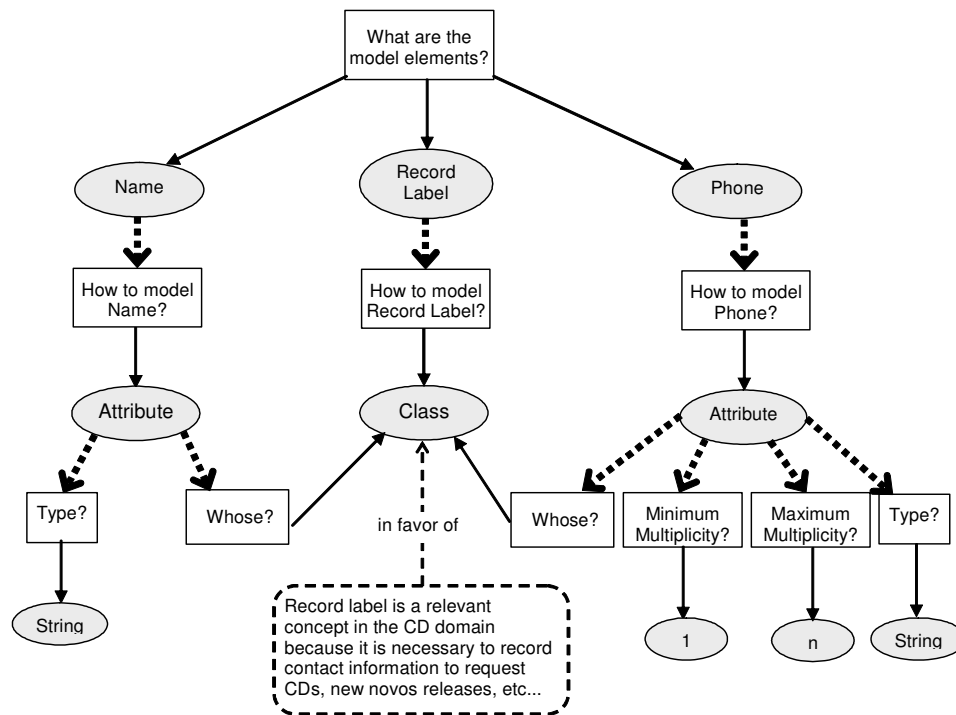 What are the
model elements?
Name
Record
Label
Phone
How to model
Name?
How to model
Record Label?
How to model
Phone?
Attribute
Class
Attribute
Type?
Whose?
in favor of
Whose?
Minimum
Multiplicity?
Maximum
Multiplicity?
Type?
String
Record label is a relevant
concept in the CD domain
because it is necessary to record
contact information to request
CDs, new novos releases, etc...
1
n
String